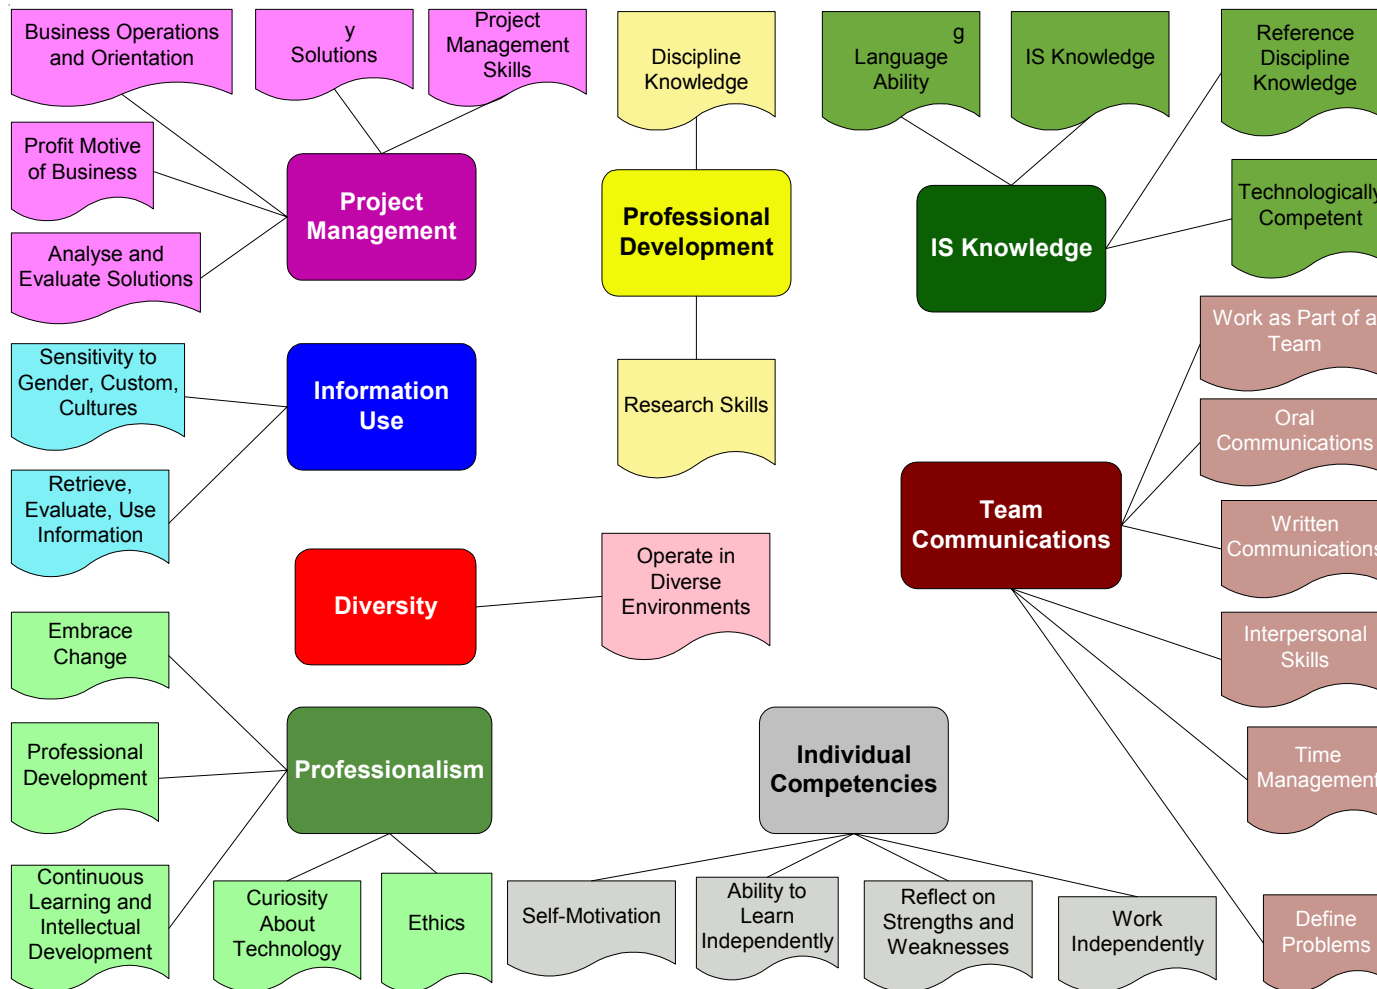 Business Operations
and Orientation
y
Solutions
Project
Management
Skills
Discipline
Knowledge
g
Language
Ability
IS Knowledge
Reference
Discipline
Knowledge
Profit Motive
of Business
Project
Management
Professional
Development
IS Knowledge
Technologically
Competent
Analyse and
Evaluate Solutions
Work as Part of a
Team
Sensitivity to
Gender, Custom,
Cultures
Information
Use
Research Skills
Oral
Communications
Retrieve,
Evaluate, Use
Information
Team
Communications
Written
Communications
Diversity
Operate in
Diverse
Environments
Embrace
Change
Interpersonal
Skills
Professional
Development
Professionalism
Individual
Competencies
Time
Management
Continuous
Learning and
Intellectual
Development
Curiosity
About
Technology
Ethics
Self-Motivation
Ability to
Learn
Independently
Reflect on
Strengths and
Weaknesses
Work
Independently
Define
Problems